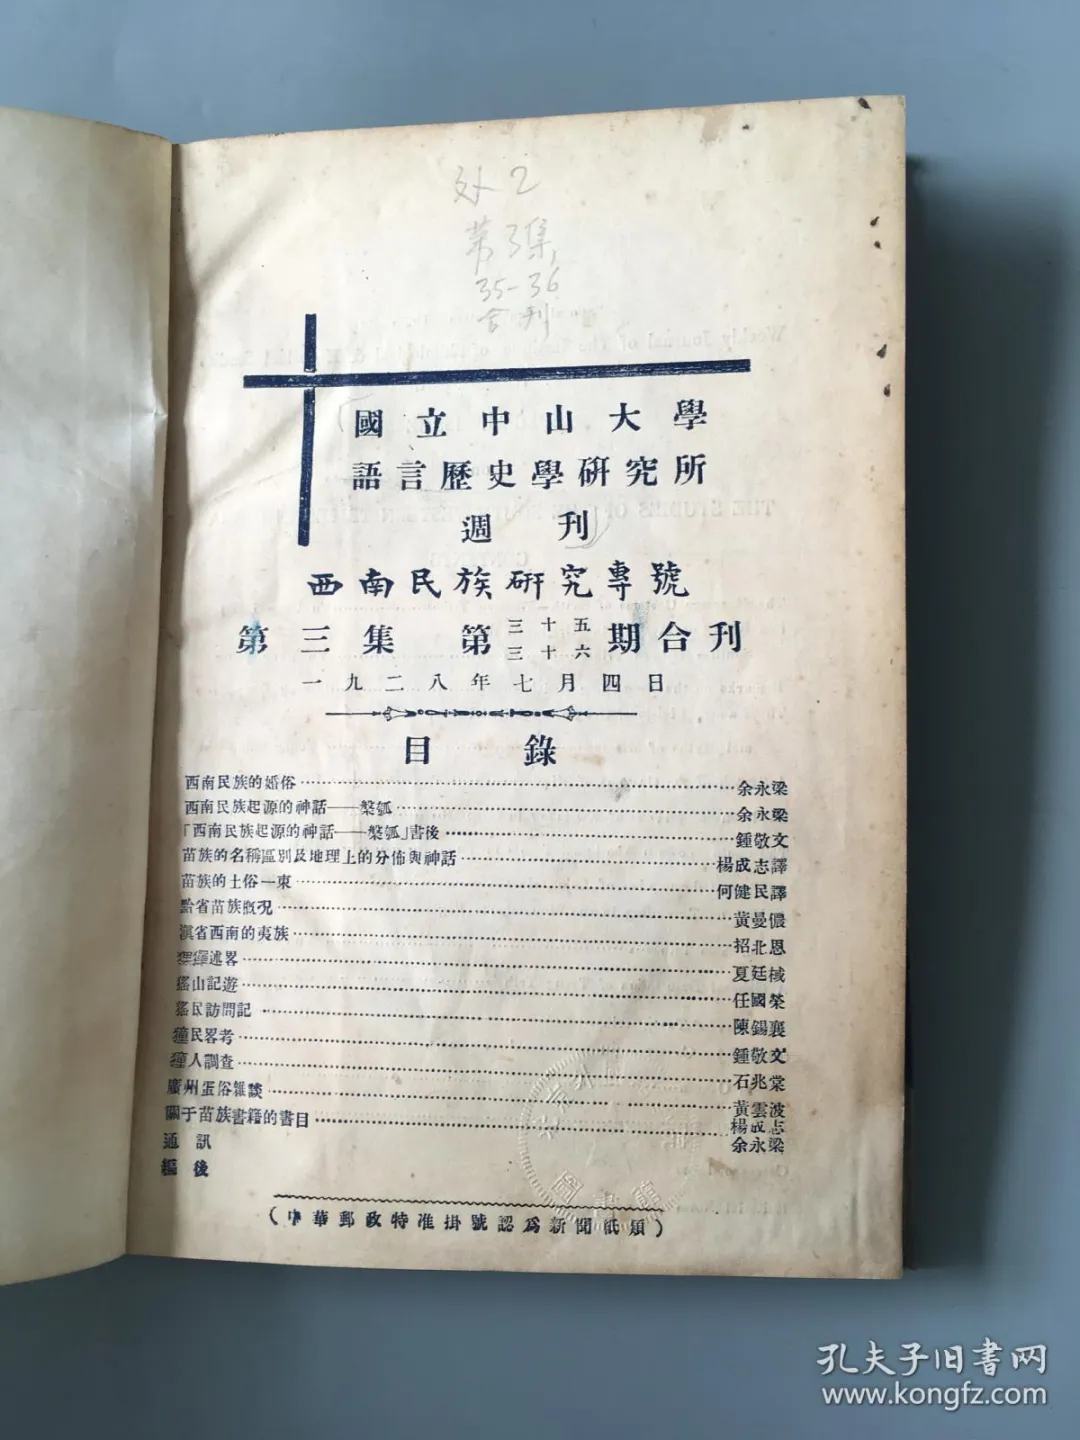 外2
第3集
35-36
合刊
國立中山大學
語言歷史學研究所
週刊
西南民族研究專號
第三集 第三十五三十六期合刊
一九二八年七月四日
目錄
西南民族的婚俗 余永梁
西南民族起源的神話——槃瓠 余永梁
「西南民族起源的神話——槃瓠」書後 鍾敬文
苗族的名稱區別及地理上的分佈與神話 楊成志譯
苗族的土俗一束 何健民譯
黔省苗族概況 黃曼儂
滇省西南的夷族 招北恩
述畧 夏廷棫
猺山記遊 任國榮
猺民訪問記 陳錫襄
獞民畧考 鍾敬文
獞人調查 石兆棠
廣州蛋俗雜談 黃雲波
關于苗族書籍的書目 楊成志 余永梁
通訊
編後
(中華郵政特准掛號認為新聞紙類)
孔夫子旧書网
www.kongfz.com